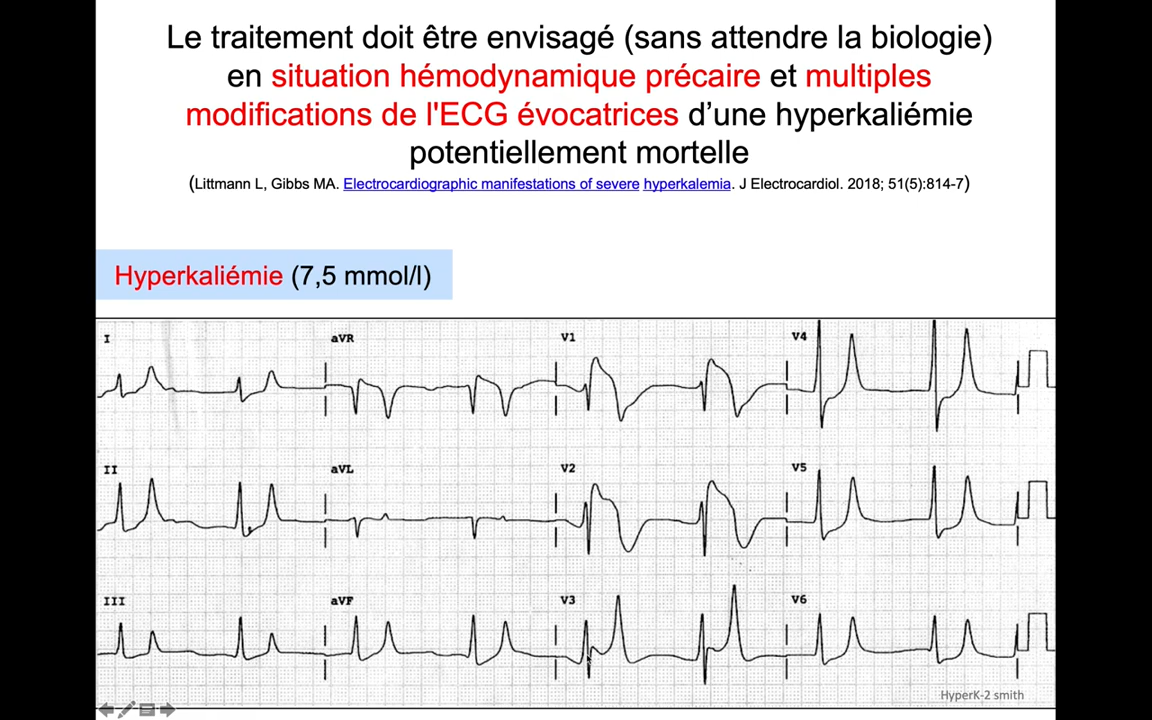 Le traitement doit être envisagé (sans attendre la biologie)
en situation hémodynamique précaire et multiples
modifications de l'ECG évocatrices d’une hyperkaliémie
potentiellement mortelle
(Littmann L, Gibbs MA. Electrocardiographic manifestations of severe hyperkalemia. J Electrocardiol. 2018; 51(5):814-7)
Hyperkaliémie (7,5 mmol/l)
I aVR V1 V4
II aVL V2 V5
III aVF V3 V6
HyperK-2 smith